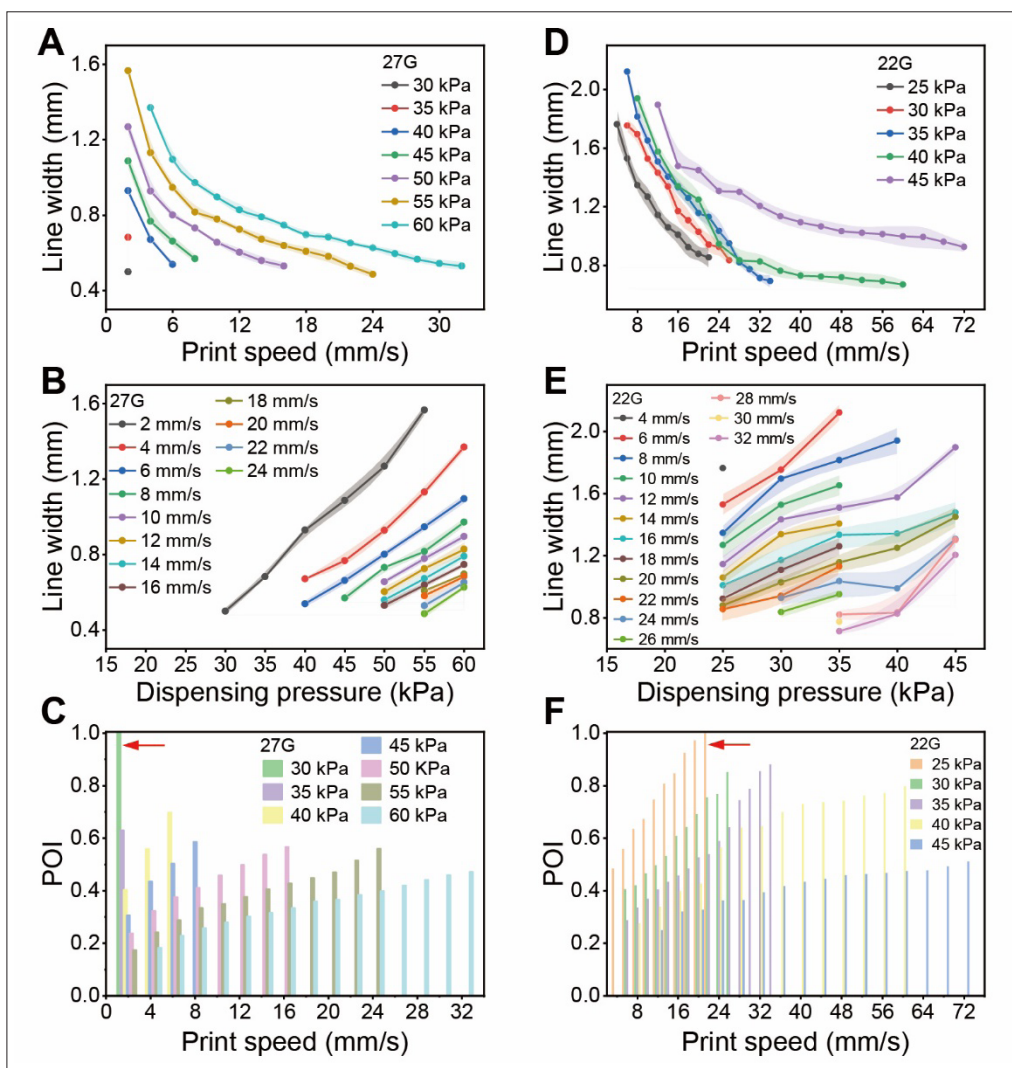 A
Line width (mm)
1.6
1.2
0.8
0.4
27G
30 kPa
35 kPa
40 kPa
45 kPa
50 kPa
55 kPa
60 kPa
0 6 12 18 24 30
Print speed (mm/s)
D
Line width (mm)
2.0
1.6
1.2
0.8
22G
25 kPa
30 kPa
35 kPa
40 kPa
45 kPa
8 16 24 32 40 48 56 64 72
Print speed (mm/s)
B
Line width (mm)
1.6
1.2
0.8
0.4
27G
2 mm/s
4 mm/s
6 mm/s
8 mm/s
10 mm/s
12 mm/s
14 mm/s
16 mm/s
18 mm/s
20 mm/s
22 mm/s
24 mm/s
15 20 25 30 35 40 45 50 55 60
Dispensing pressure (kPa)
E
Line width (mm)
2.0
1.6
1.2
0.8
22G
4 mm/s
6 mm/s
8 mm/s
10 mm/s
12 mm/s
14 mm/s
16 mm/s
18 mm/s
20 mm/s
22 mm/s
24 mm/s
26 mm/s
28 mm/s
30 mm/s
32 mm/s
15 20 25 30 35 40 45
Dispensing pressure (kPa)
C
POI
1.0
0.8
0.6
0.4
0.2
0.0
27G
30 kPa
35 kPa
40 kPa
45 kPa
50 KPa
55 kPa
60 kPa
0 4 8 12 16 20 24 28 32
Print speed (mm/s)
F
POI
1.0
0.8
0.6
0.4
0.2
0.0
22G
25 kPa
30 kPa
35 kPa
40 kPa
45 kPa
8 16 24 32 40 48 56 64 72
Print speed (mm/s)